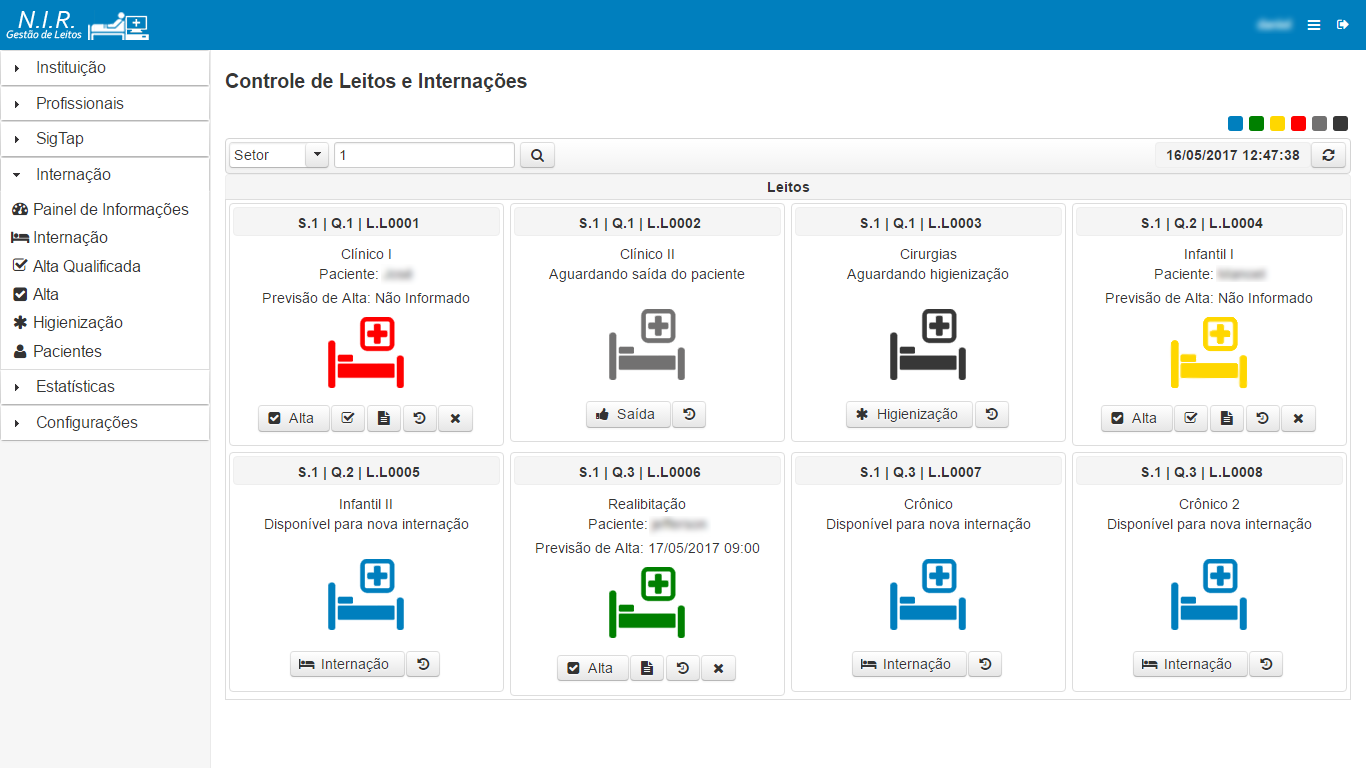 N.I.R.
Gestão de Leitos
Instituição
Profissionais
SigTap
Internação
Painel de Informações
Internação
Alta Qualificada
Alta
Higienização
Pacientes
Estatísticas
Configurações
Controle de Leitos e Internações
Setor 1 16/05/2017 12:47:38
Leitos
S.1 | Q.1 | L.L0001
Clínico I
Paciente:
Previsão de Alta: Não Informado
Alta
S.1 | Q.1 | L.L0002
Clínico II
Aguardando saída do paciente
Saída
S.1 | Q.1 | L.L0003
Cirurgias
Aguardando higienização
Higienização
S.1 | Q.2 | L.L0004
Infantil I
Paciente:
Previsão de Alta: Não Informado
Alta
S.1 | Q.2 | L.L0005
Infantil II
Disponível para nova internação
Internação
S.1 | Q.3 | L.L0006
Realibitação
Paciente:
Previsão de Alta: 17/05/2017 09:00
Alta
S.1 | Q.3 | L.L0007
Crônico
Disponível para nova internação
Internação
S.1 | Q.3 | L.L0008
Crônico 2
Disponível para nova internação
Internação